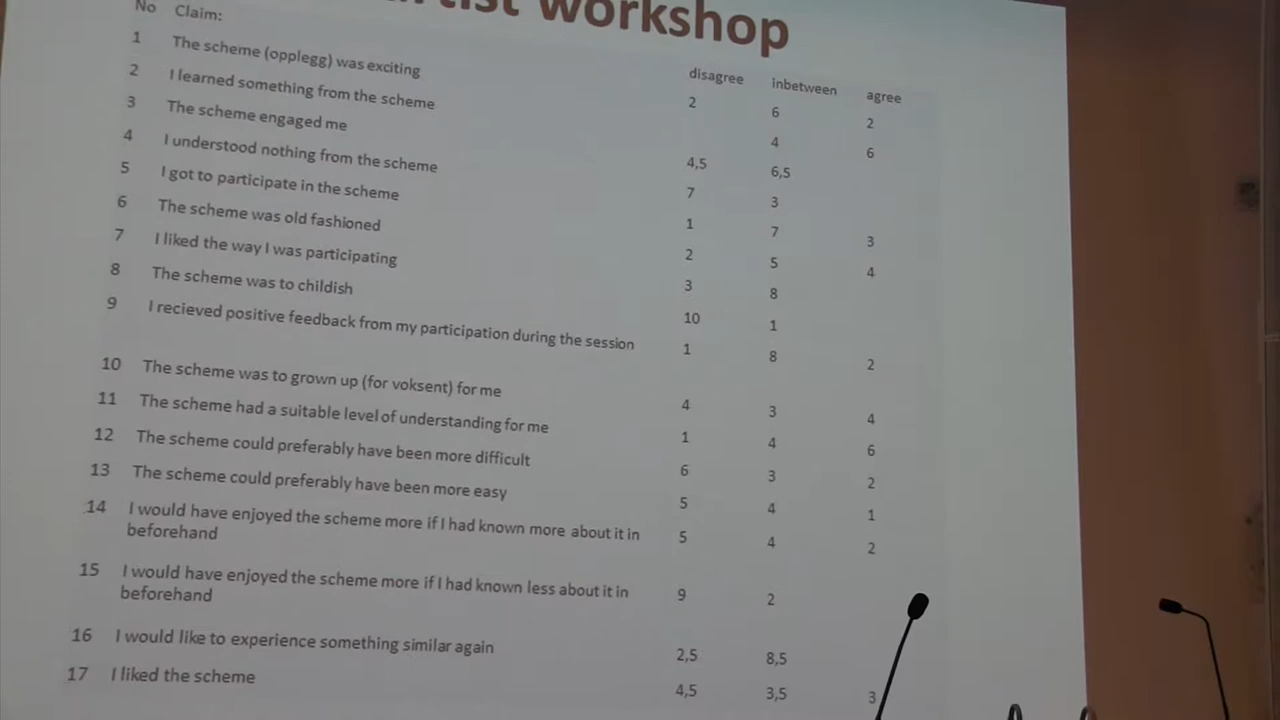 workshop
No Claim: disagree inbetween agree
1 The scheme (opplegg) was exciting 2 6 2
2 I learned something from the scheme 4 6
3 The scheme engaged me 4,5 6,5
4 I understood nothing from the scheme 7 3
5 I got to participate in the scheme 1 7 3
6 The scheme was old fashioned 2 5 4
7 I liked the way I was participating 3 8
8 The scheme was to childish 10 1
9 I recieved positive feedback from my participation during the session 1 8 2
10 The scheme was to grown up (for voksent) for me 4 3 4
11 The scheme had a suitable level of understanding for me 1 4 6
12 The scheme could preferably have been more difficult 6 3 2
13 The scheme could preferably have been more easy 5 4 1
14 I would have enjoyed the scheme more if I had known more about it in 5 4 2
beforehand
15 I would have enjoyed the scheme more if I had known less about it in 9 2
beforehand
16 I would like to experience something similar again 2,5 8,5
17 I liked the scheme 4,5 3,5 3